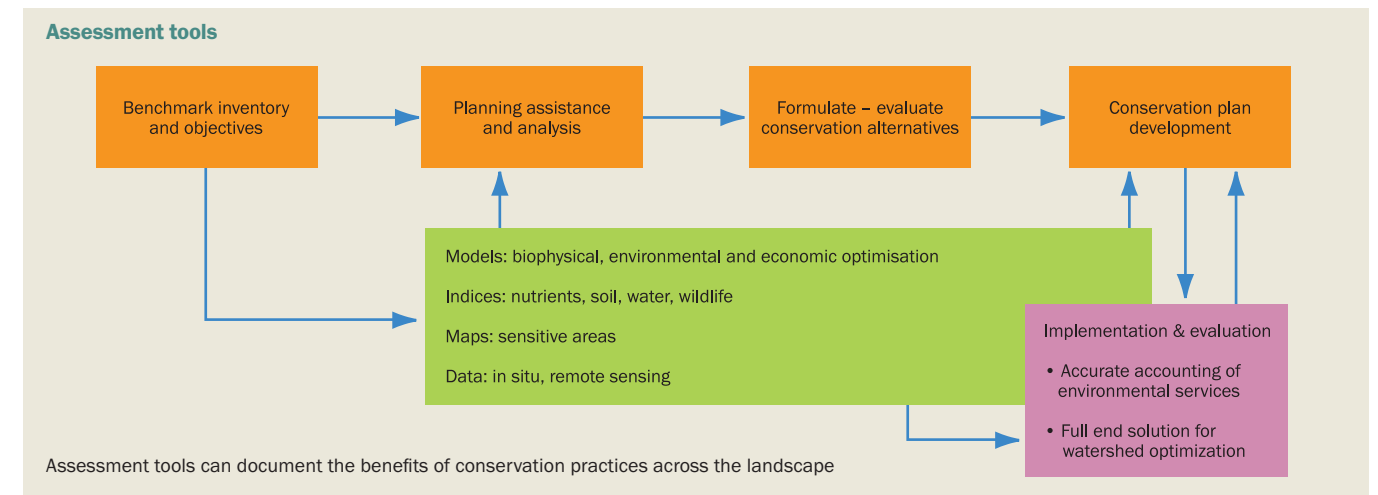 Assessment tools
Benchmark inventory
and objectives
Planning assistance
and analysis
Formulate – evaluate
conservation alternatives
Conservation plan
development
Models: biophysical, environmental and economic optimisation
Indices: nutrients, soil, water, wildlife
Maps: sensitive areas
Data: in situ, remote sensing
Implementation & evaluation
• Accurate accounting of
environmental services
• Full end solution for
watershed optimization
Assessment tools can document the benefits of conservation practices across the landscape